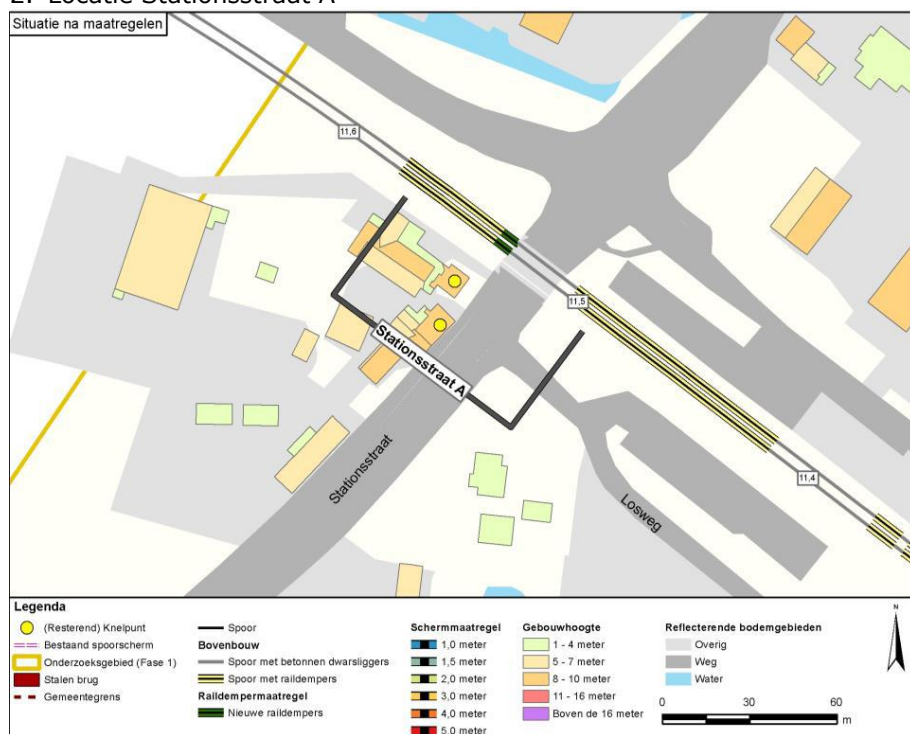 2. Locatie Stationsstraat A
Situatie na maatregelen
11,6
11,5
Stationsstraat A
Stationsstraat
11,4
Losweg
Legenda
(Resterend) Knelpunt
Bestaand spoorscherm
Onderzoeksgebied (Fase 1)
Stalen brug
Gemeentegrens
Spoor
Bovenbouw
Spoor met betonnen dwarsliggers
Spoor met raildempers
Raildempermaatregel
Nieuwe raildempers
Schermmaatregel
1,0 meter
1,5 meter
2,0 meter
3,0 meter
4,0 meter
5,0 meter
Gebouwhoogte
1 - 4 meter
5 - 7 meter
8 - 10 meter
11 - 16 meter
Boven de 16 meter
Reflecterende bodemgebieden
Overig
Weg
Water
N
0 30 60
m